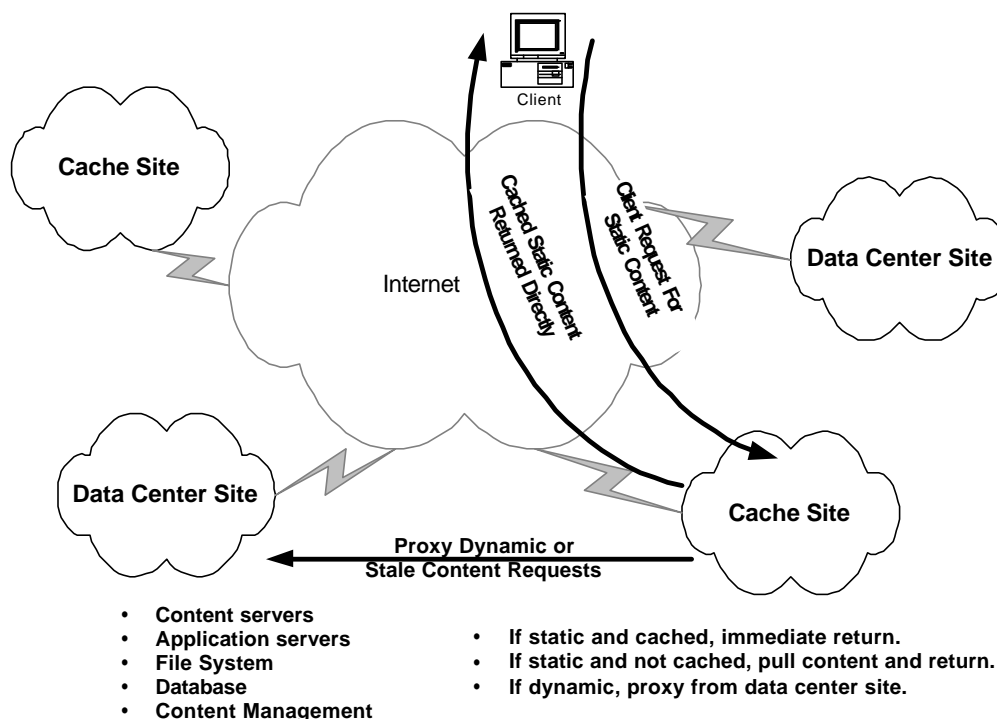 Client
Cache Site
Cached Static Content
Returned Directly
Client Request For
Static Content
Internet
Data Center Site
Data Center Site
Cache Site
Proxy Dynamic or
Stale Content Requests
• Content servers
• Application servers
• File System
• Database
• Content Management
• If static and cached, immediate return.
• If static and not cached, pull content and return.
• If dynamic, proxy from data center site.